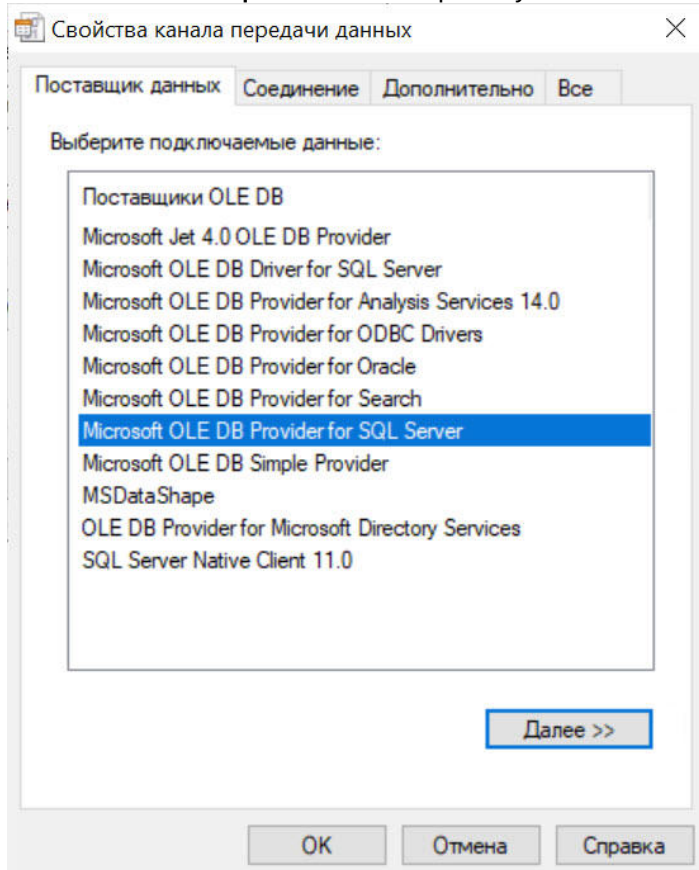 Свойства канала передачи данных
Поставщик данных Соединение Дополнительно Все
Выберите подключаемые данные:
Поставщики OLE DB
Microsoft Jet 4.0 OLE DB Provider
Microsoft OLE DB Driver for SQL Server
Microsoft OLE DB Provider for Analysis Services 14.0
Microsoft OLE DB Provider for ODBC Drivers
Microsoft OLE DB Provider for Oracle
Microsoft OLE DB Provider for Search
Microsoft OLE DB Provider for SQL Server
Microsoft OLE DB Simple Provider
MSDataShape
OLE DB Provider for Microsoft Directory Services
SQL Server Native Client 11.0
Далее >>
OK Отмена Справка